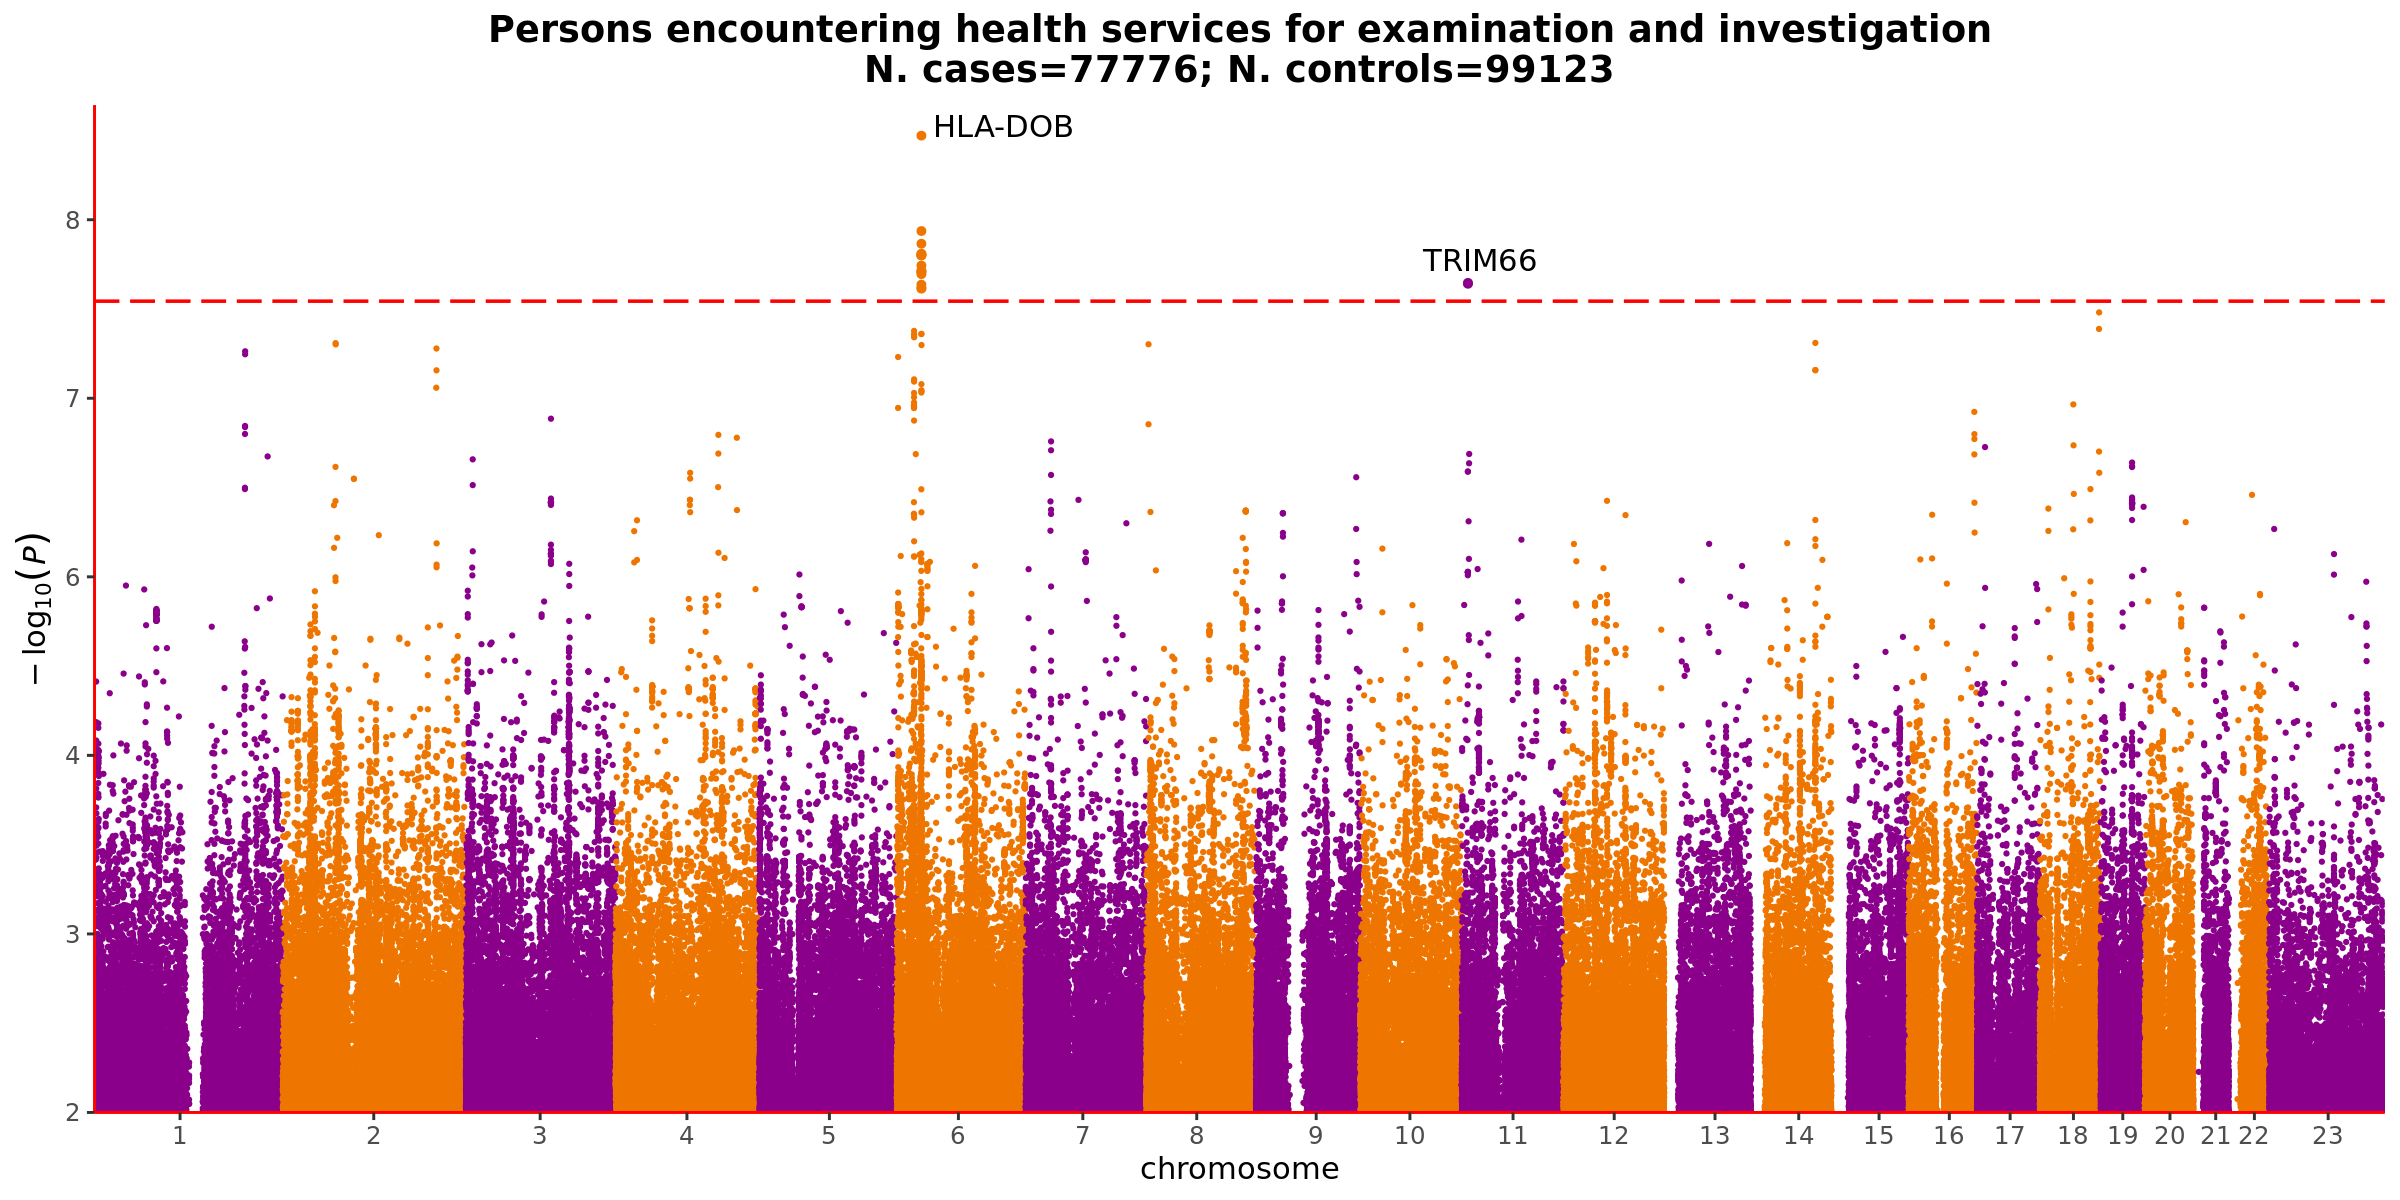 Persons encountering health services for examination and investigation
N. cases=77776; N. controls=99123
HLA-DOB
TRIM66
8
7
6
5
4
3
2
−log10(P)
1 2 3 4 5 6 7 8 9 10 11 12 13 14 15 16 17 18 19 20 21 22 23
chromosome